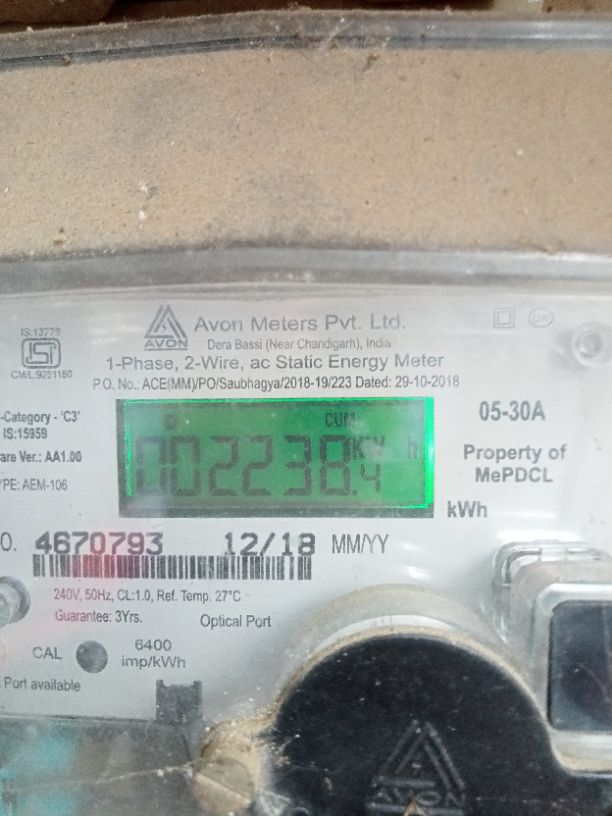 AVON
Avon Meters Pvt. Ltd.
Dera Bassi (Near Chandigarh), India
1-Phase, 2-Wire, ac Static Energy Meter
P.O. No.: ACE(MM)/PO/Saubhagya/2018-19/223 Dated: 29-10-2018
IS:13779
ISI
-Category - 'C3'
IS:15959
are Ver.: AA1.00
YPE: AEM-106
CUM
002238.4 KW h
kWh
05-30A
Property of
MePDCL
O. 4670793 12/18 MM/YY
240V, 50Hz, CL:1.0, Ref. Temp. 27°C
Guarantee: 3Yrs.
Optical Port
CAL
6400
imp/kWh
Port available
AVON